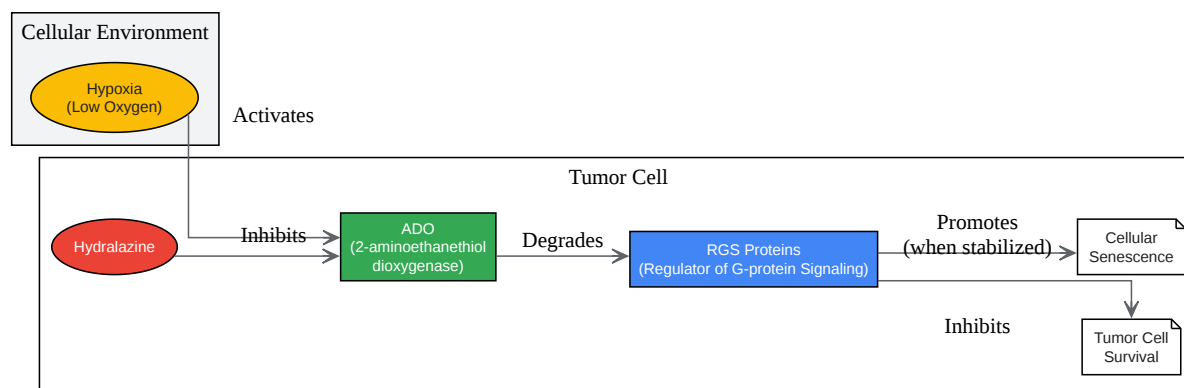 Cellular Environment
Hypoxia
(Low Oxygen)
Activates
Tumor Cell
Hydralazine
Inhibits
ADO
(2-aminoethanethiol
dioxygenase)
Degrades
RGS Proteins
(Regulator of G-protein Signaling)
Promotes
(when stabilized)
Cellular
Senescence
Inhibits
Tumor Cell
Survival